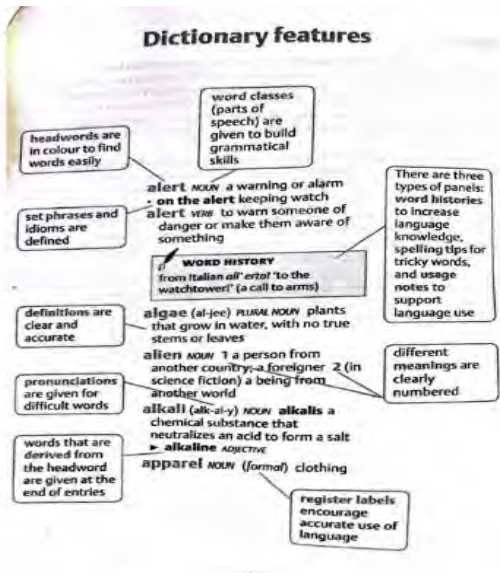 Dictionary features
word classes
(parts of
speech) are
given to build
grammatical
skills
headwords are
in colour to find
words easily
There are three
types of panels:
word histories
to increase
language
knowledge,
spelling tips for
tricky words,
and usage
notes to
support
language use
set phrases and
idioms are
defined
alert NOUN a warning or alarm
• on the alert keeping watch
alert VERB to warn someone of
danger or make them aware of
something
WORD HISTORY
from Italian all' erta! 'to the
watchtower!' (a call to arms)
definitions are
clear and
accurate
algae (al-jee) PLURAL NOUN plants
that grow in water, with no true
stems or leaves
alien NOUN 1 a person from
another country; a foreigner 2 (in
science fiction) a being from
another world
different
meanings are
clearly
numbered
pronunciations
are given for
difficult words
alkali (alk-al-y) NOUN alkalis a
chemical substance that
neutralizes an acid to form a salt
► alkaline ADJECTIVE
words that are
derived from
the headword
are given at the
end of entries
apparel NOUN (formal) clothing
register labels
encourage
accurate use of
language